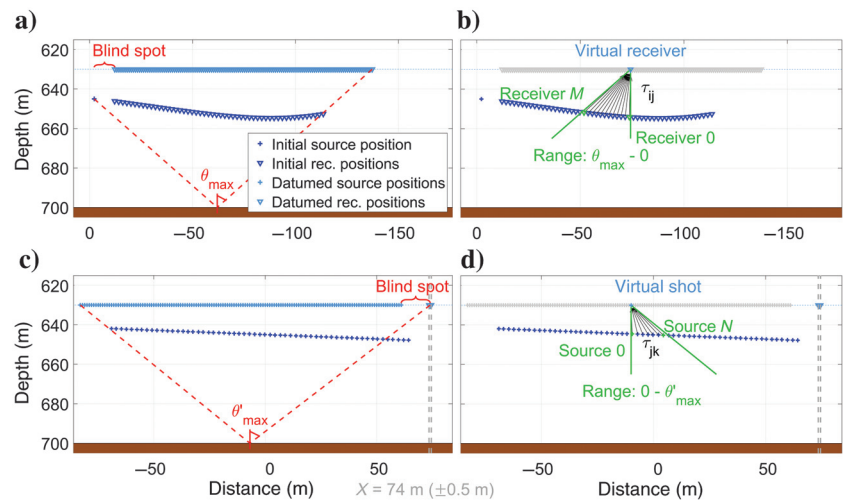 a)
Blind spot
Depth (m)
620
640
660
680
700
θmax
Initial source position
Initial rec. positions
Datumed source positions
Datumed rec. positions
0
−50
−100
−150
b)
Virtual receiver
Receiver M
τij
Receiver 0
Range: θmax - 0
0
−50
−100
−150
c)
Blind spot
Depth (m)
620
640
660
680
700
θ'max
−50
0
50
Distance (m)
d)
Virtual shot
Source N
Source 0
τjk
Range: 0 - θ'max
−50
0
50
Distance (m)
X = 74 m (±0.5 m)